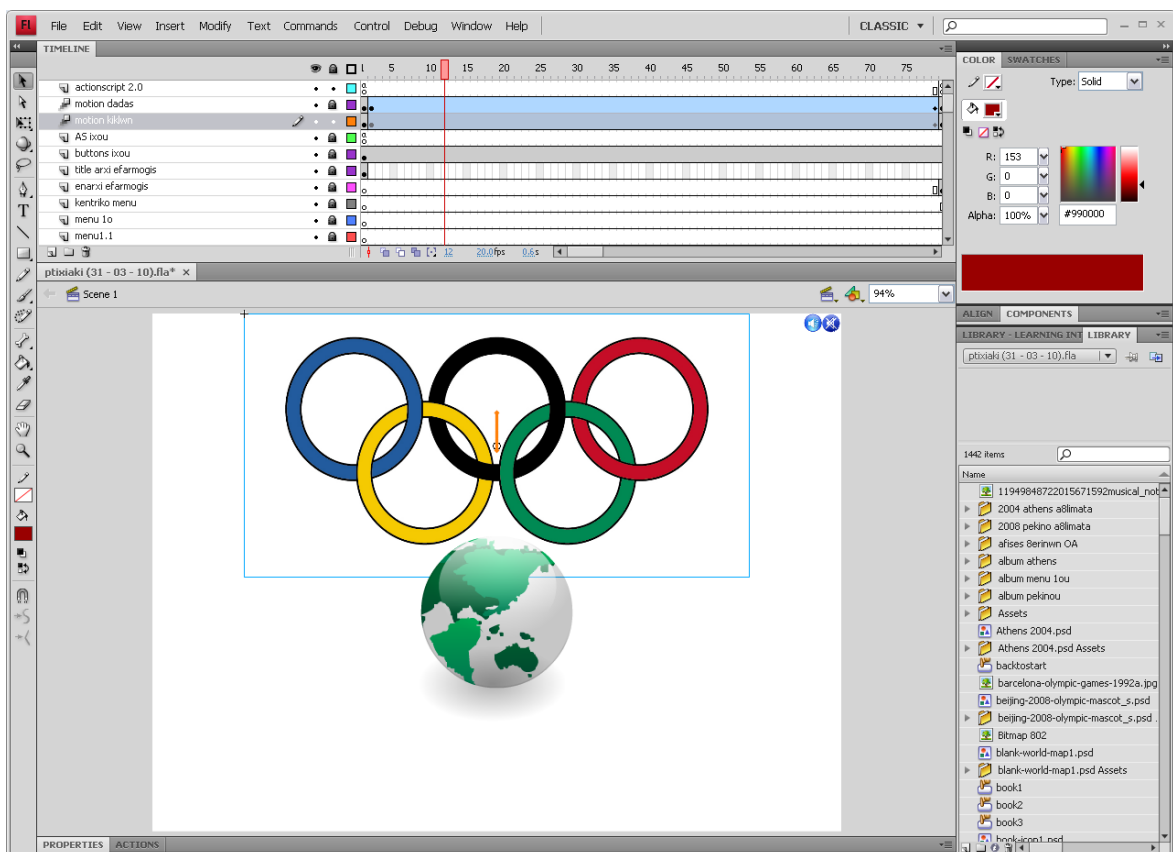 Fl File Edit View Insert Modify Text Commands Control Debug Window Help CLASSIC
TIMELINE
1 5 10 15 20 25 30 35 40 45 50 55 60 65 70 75
actionscript 2.0
motion dadas
motion kiklwn
AS ixou
buttons ixou
title arxi efarmogis
enarxi efarmogis
kentriko menu
menu 1o
menu1.1
12 20.0fps 0.6s
ptixiaki (31 - 03 - 10).fla* ×
Scene 1 94%
PROPERTIES ACTIONS
COLOR SWATCHES
Type: Solid
R: 153
G: 0
B: 0
Alpha: 100% #990000
ALIGN COMPONENTS
LIBRARY - LEARNING INT LIBRARY
ptixiaki (31 - 03 - 10).fla
1442 items
Name
11949848722015671592musical_not
2004 athens a8limata
2008 pekino a8limata
afises 8erinwn OA
album athens
album menu 1ou
album pekinou
Assets
Athens 2004.psd
Athens 2004.psd Assets
backtostart
barcelona-olympic-games-1992a.jpg
beijing-2008-olympic-mascot_s.psd
beijing-2008-olympic-mascot_s.psd .
Bitmap 802
blank-world-map1.psd
blank-world-map1.psd Assets
book1
book2
book3
book-icon1.psd